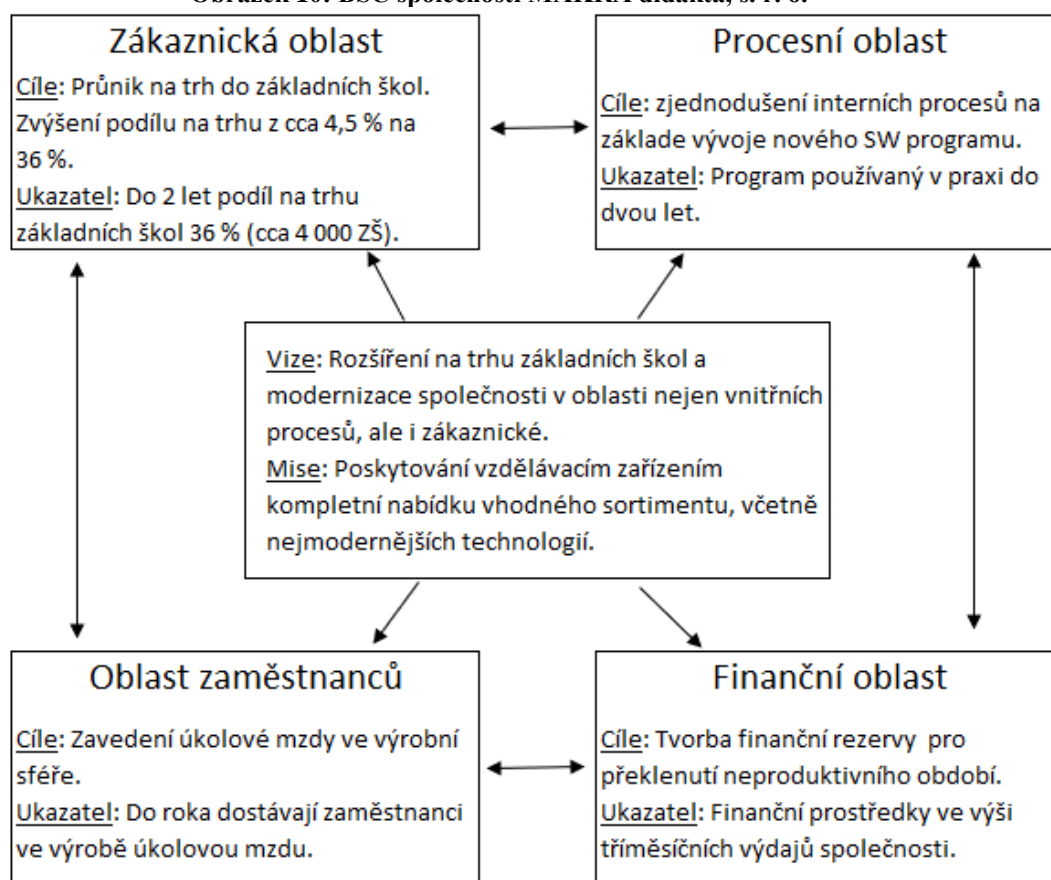 Zákaznická oblast
Cíle: Průnik na trh do základních škol.
Zvýšení podílu na trhu z cca 4,5 % na
36 %.
Ukazatel: Do 2 let podíl na trhu
základních škol 36 % (cca 4 000 ZŠ).
Procesní oblast
Cíle: zjednodušení interních procesů na
základe vývoje nového SW programu.
Ukazatel: Program používaný v praxi do
dvou let.
Vize: Rozšíření na trhu základních škol a
modernizace společnosti v oblasti nejen vnitřních
procesů, ale i zákaznické.
Mise: Poskytování vzdělávacím zařízením
kompletní nabídku vhodného sortimentu, včetně
nejmodernějších technologií.
Oblast zaměstnanců
Cíle: Zavedení úkolové mzdy ve výrobní
sféře.
Ukazatel: Do roka dostávají zaměstnanci
ve výrobě úkolovou mzdu.
Finanční oblast
Cíle: Tvorba finanční rezervy pro
překlenutí neproduktivního období.
Ukazatel: Finanční prostředky ve výši
tříměsíčních výdajů společnosti.